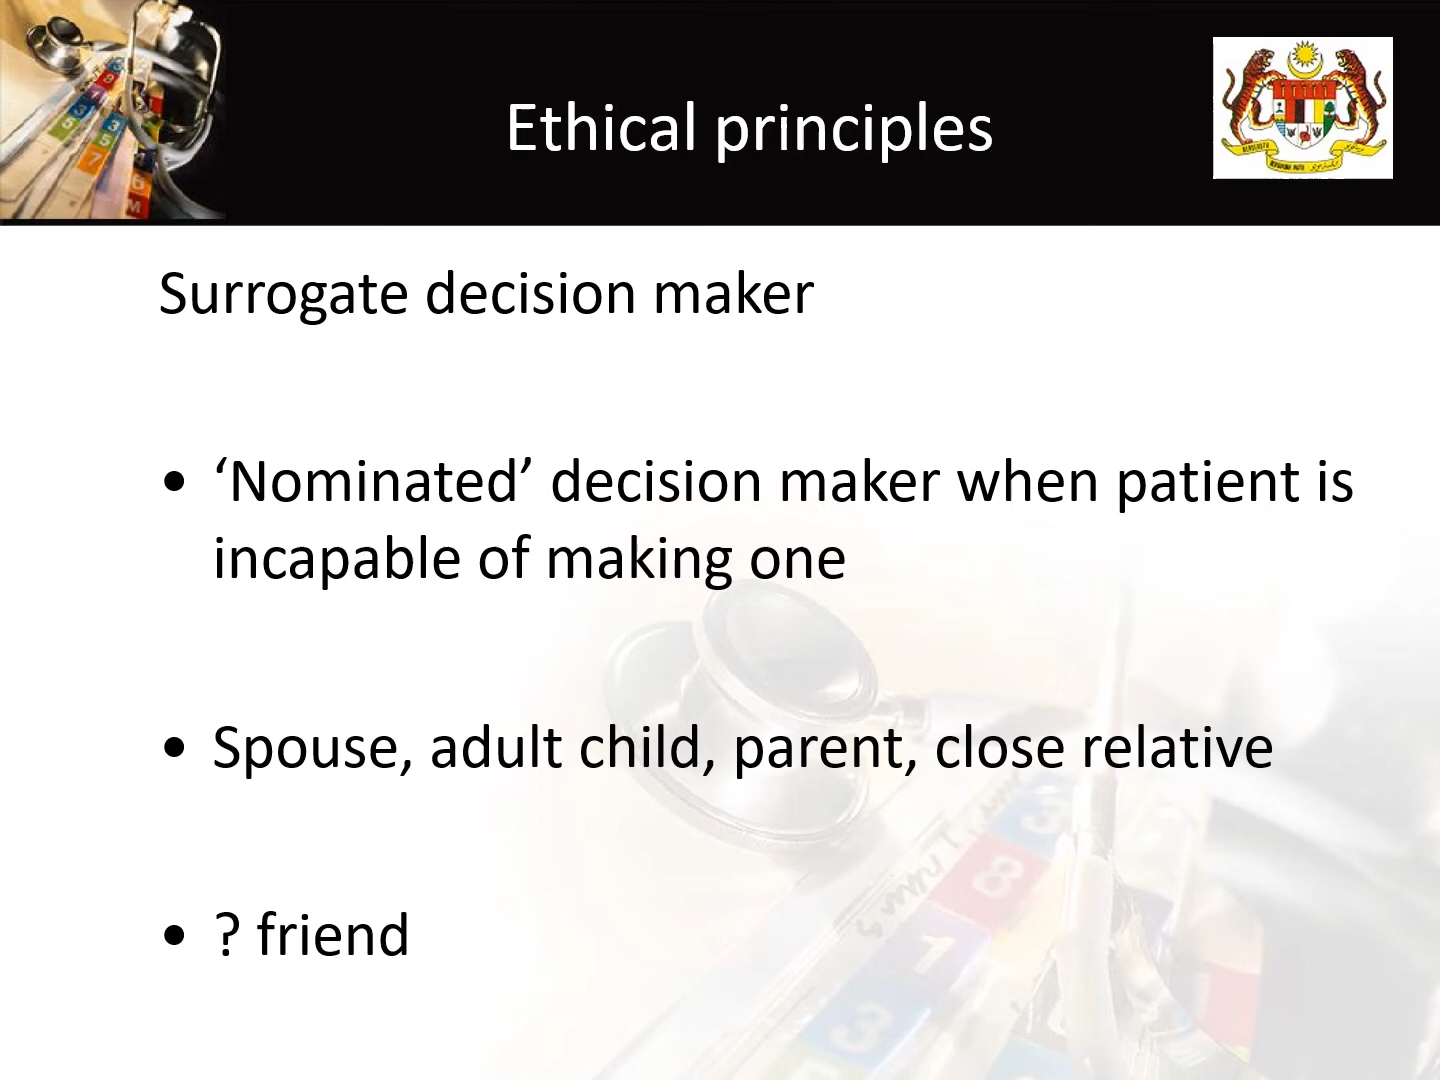 Ethical principles
Surrogate decision maker
• ‘Nominated’ decision maker when patient is
incapable of making one
• Spouse, adult child, parent, close relative
• ? friend